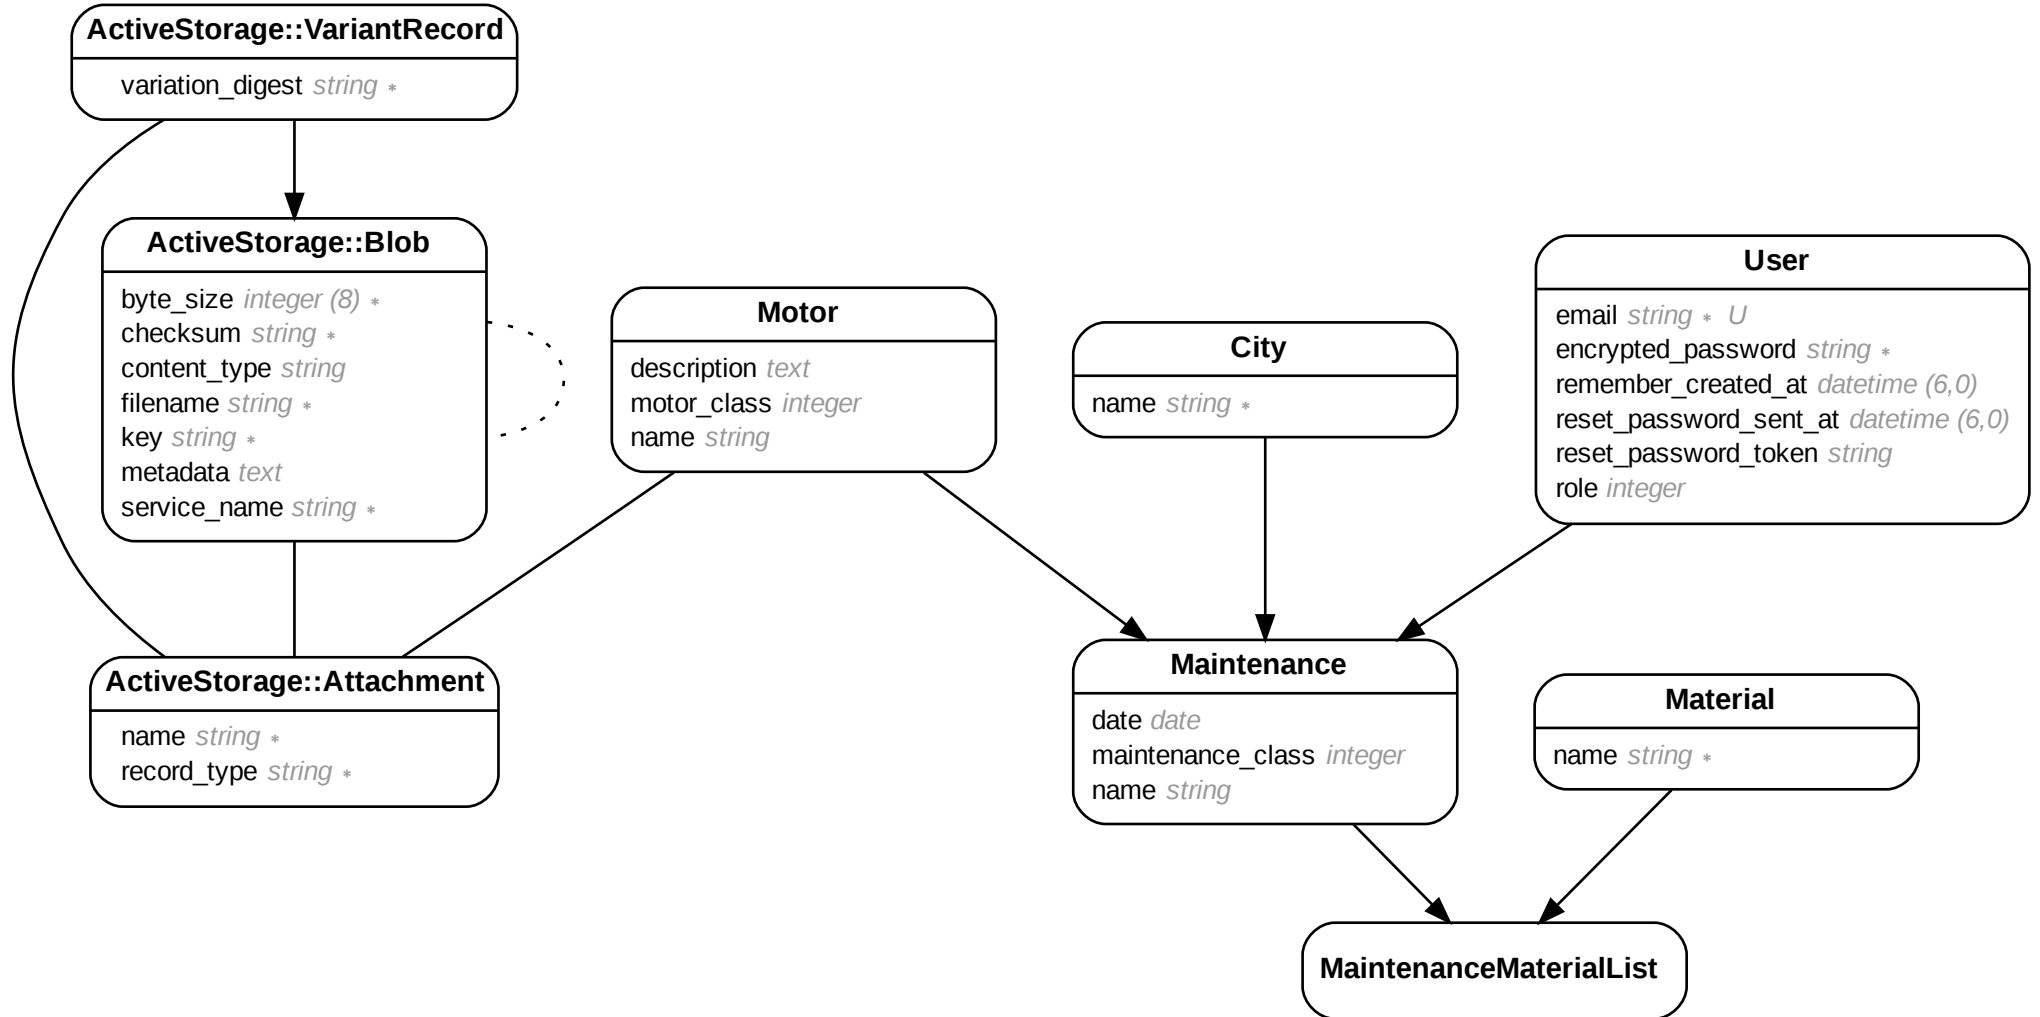 ActiveStorage::VariantRecord
variation_digest string *
ActiveStorage::Blob
byte_size integer (8) *
checksum string *
content_type string
filename string *
key string *
metadata text
service_name string *
Motor
description text
motor_class integer
name string
City
name string *
User
email string * U
encrypted_password string *
remember_created_at datetime (6,0)
reset_password_sent_at datetime (6,0)
reset_password_token string
role integer
ActiveStorage::Attachment
name string *
record_type string *
Maintenance
date date
maintenance_class integer
name string
Material
name string *
MaintenanceMaterialList